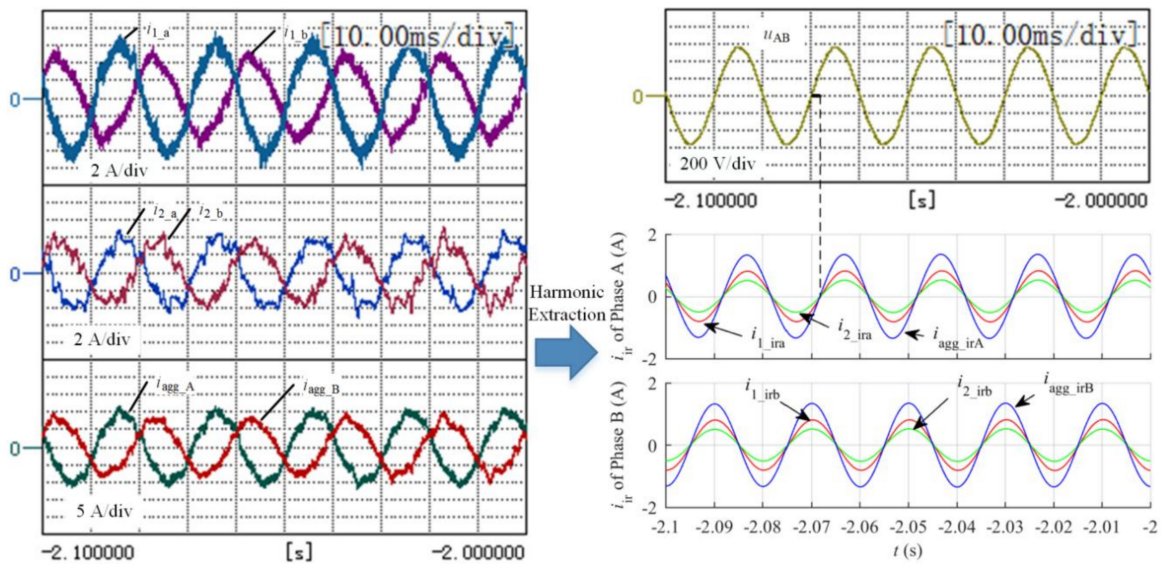 i1_a
i1_b
[10.00ms/div]
0
2 A/div
i2_a
i2_b
0
2 A/div
iagg_A
iagg_B
0
5 A/div
-2.100000
[s]
-2.000000
Harmonic
Extraction
uAB
[10.00ms/div]
0
200 V/div
-2.100000
[s]
-2.000000
iir of Phase A (A)
2
0
-2
i1_ira
i2_ira
iagg_irA
iir of Phase B (A)
2
0
-2
i1_irb
i2_irb
iagg_irB
-2.1 -2.09 -2.08 -2.07 -2.06 -2.05 -2.04 -2.03 -2.02 -2.01 -2
t (s)